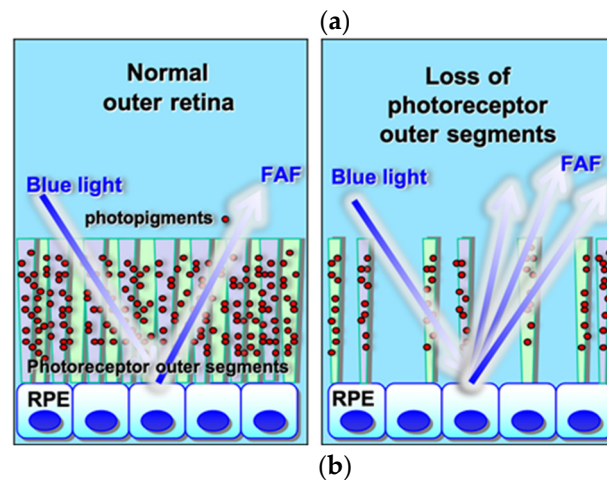 (a)
Normal
outer retina
Blue light
FAF
photopigments
Photoreceptor outer segments
RPE
Loss of
photoreceptor
outer segments
Blue light
FAF
RPE
(b)